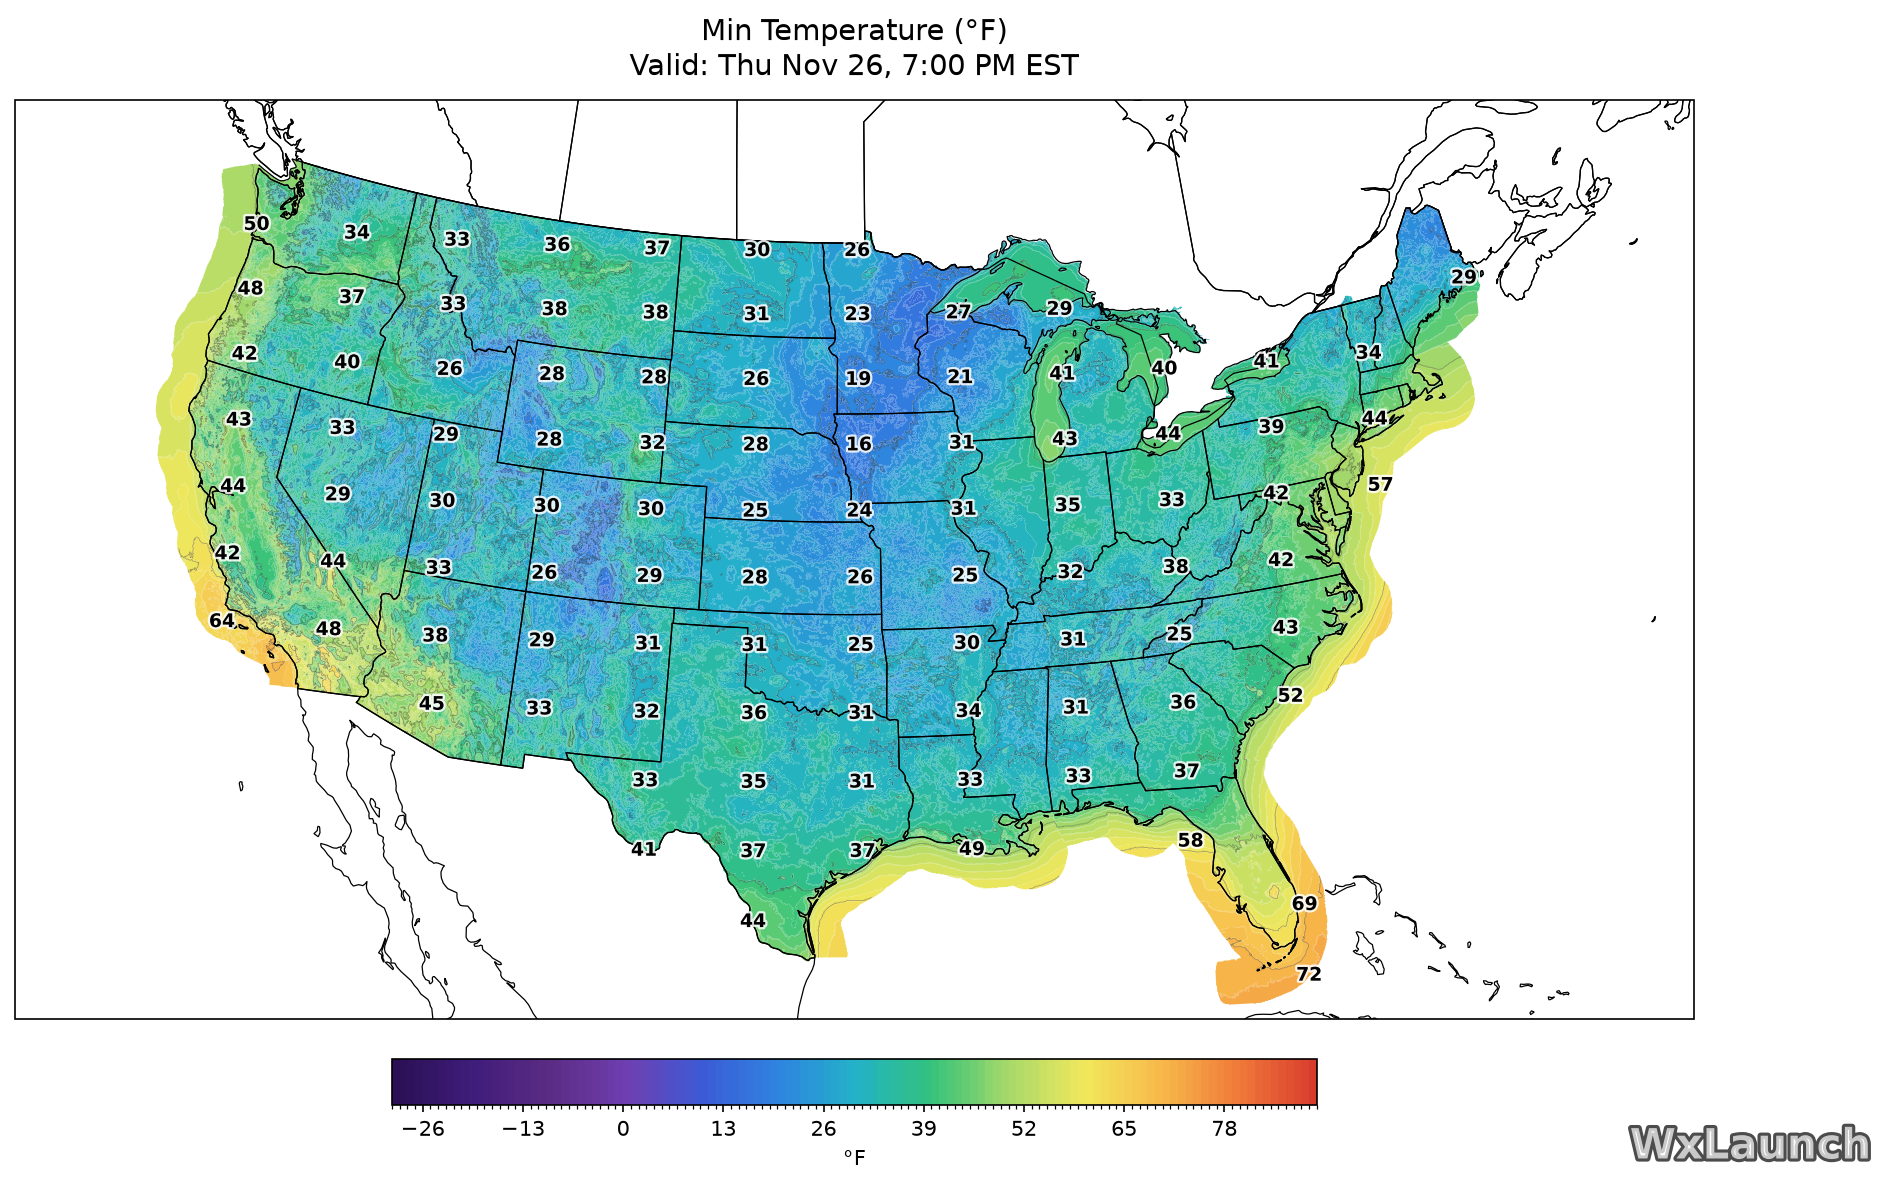 Min Temperature (°F)
Valid: Thu Nov 26, 7:00 PM EST
50 34 33 36 37 30 26 29
48 37 33 38 38 31 23 27 29
42 40 26 28 28 26 19 21 41 40 41 34
43 33 29 28 32 28 16 31 43 44 39 44
44 29 30 30 30 25 24 31 35 33 42 57
42 44 33 26 29 28 26 25 32 38 42
64 48 38 29 31 31 25 30 31 25 43
45 33 32 36 31 34 31 36 52
33 35 31 33 33 37
41 37 37 49 58
44 69
72
−26 −13 0 13 26 39 52 65 78
°F
WxLaunch